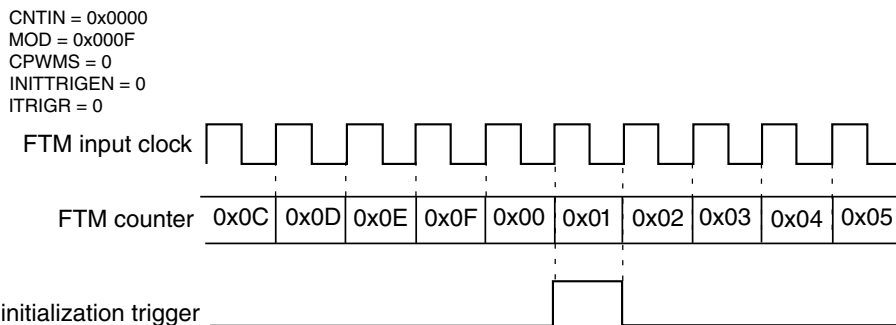 CNTIN = 0x0000
MOD = 0x000F
CPWMS = 0
INITTRIGEN = 0
ITRIGR = 0
FTM input clock
FTM counter 0x0C 0x0D 0x0E 0x0F 0x00 0x01 0x02 0x03 0x04 0x05
initialization trigger